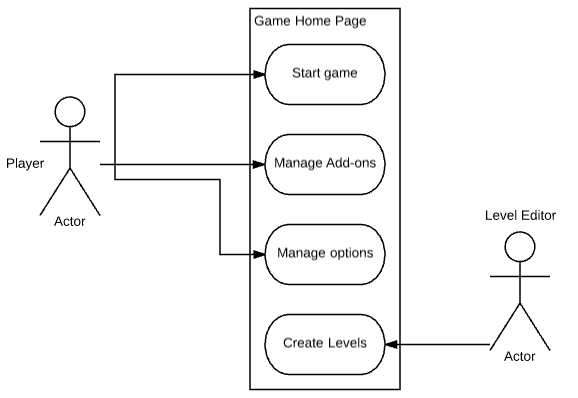 Game Home Page
Start game
Player
Manage Add-ons
Actor
Level Editor
Manage options
Create Levels
Actor